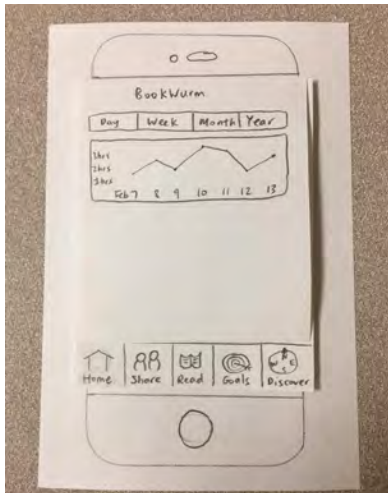 BookWurm
Day Week Month Year
3hrs
2hrs
1hrs
Feb 7 8 9 10 11 12 13
N
W E
S
Home Share Read Goals Discover